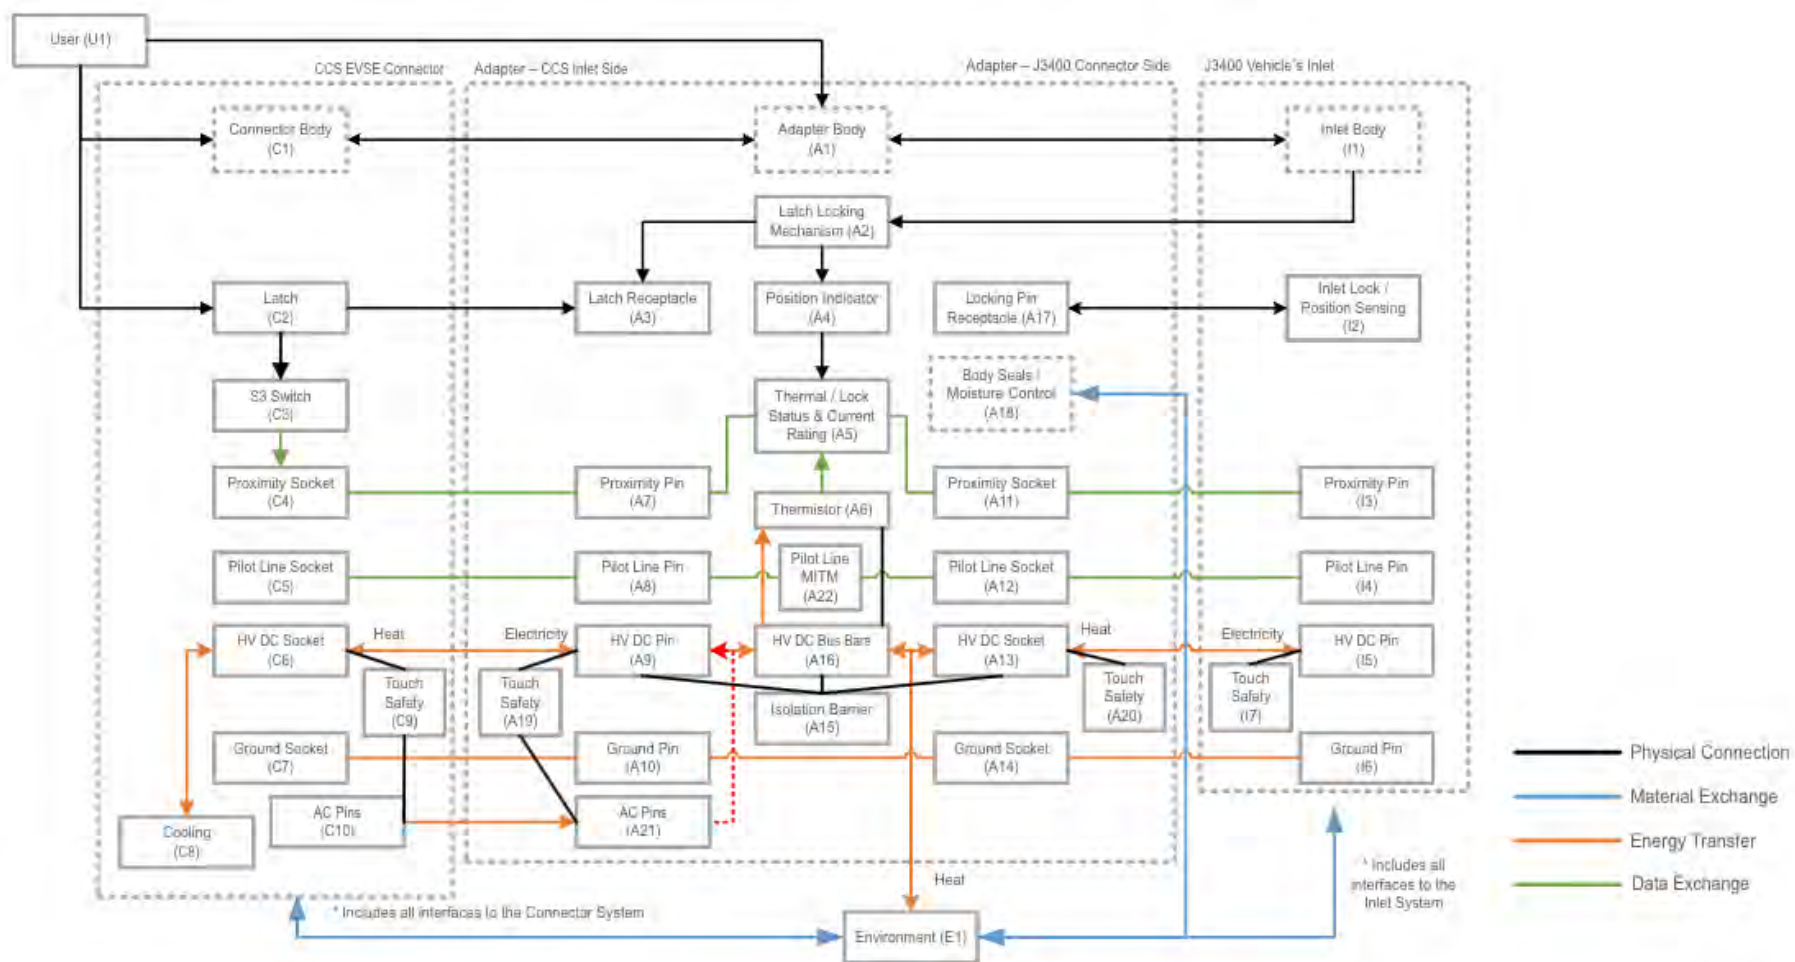 User (U1)
CCS EVSE Connector
Adapter – CCS Inlet Side
Adapter – J3400 Connector Side
J3400 Vehicle's Inlet
Connector Body
(C1)
Adapter Body
(A1)
Inlet Body
(I1)
Latch Locking
Mechanism (A2)
Latch
(C2)
Latch Receptacle
(A3)
Position Indicator
(A4)
Locking Pin
Receptacle (A17)
Inlet Lock /
Position Sensing
(I2)
S3 Switch
(C3)
Thermal / Lock
Status & Current
Rating (A5)
Body Seals /
Moisture Control
(A18)
Proximity Socket
(C4)
Proximity Pin
(A7)
Thermistor (A6)
Proximity Socket
(A11)
Proximity Pin
(I3)
Pilot Line Socket
(C5)
Pilot Line Pin
(A8)
Pilot Line
MITM
(A22)
Pilot Line Socket
(A12)
Pilot Line Pin
(I4)
HV DC Socket
(C6)
Heat
Electricity
HV DC Pin
(A9)
HV DC Bus Bars
(A16)
HV DC Socket
(A13)
Heat
Electricity
HV DC Pin
(I5)
Touch
Safety
(C9)
Touch
Safety
(A19)
Isolation Barrier
(A15)
Touch
Safety
(A20)
Touch
Safety
(I7)
Ground Socket
(C7)
Ground Pin
(A10)
Ground Socket
(A14)
Ground Pin
(I6)
Cooling
(C8)
AC Pins
(C10)
AC Pins
(A21)
Heat
* Includes all interfaces to the Connector System
Environment (E1)
* Includes all
interfaces to the
Inlet System
Physical Connection
Material Exchange
Energy Transfer
Data Exchange